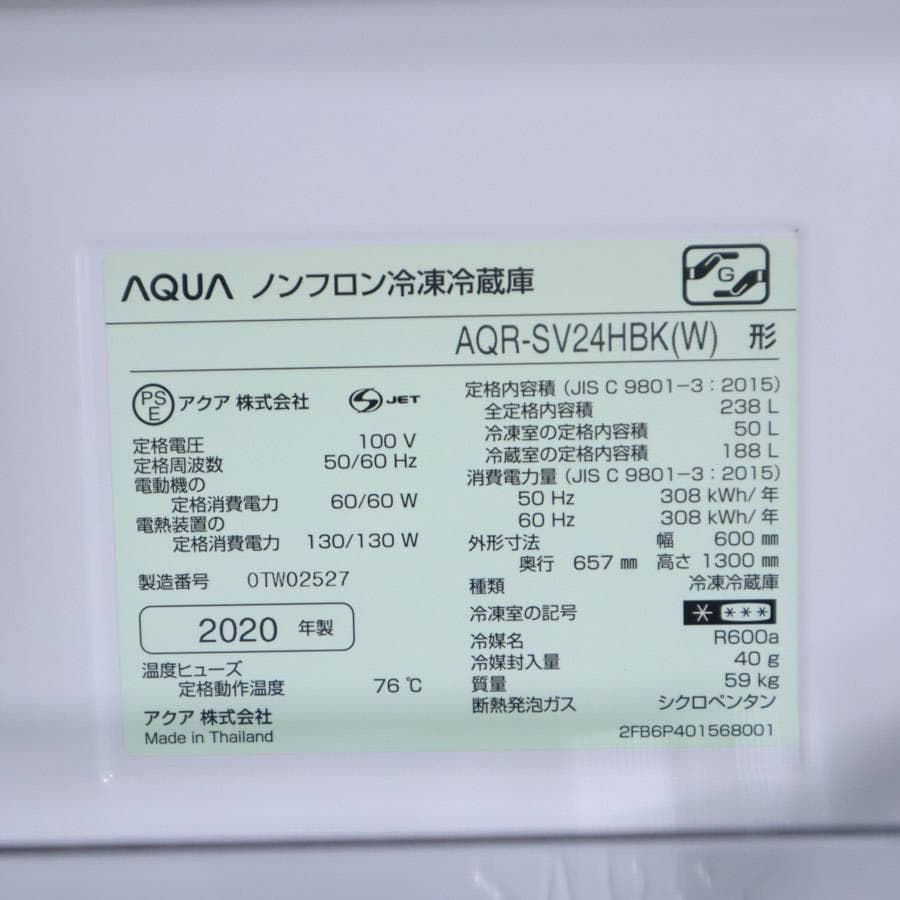 AQUA ノンフロン冷凍冷蔵庫
G
AQR-SV24HBK(W) 形
PS E アクア 株式会社 S JET
定格電圧 100 V
定格周波数 50/60 Hz
電動機の
定格消費電力 60/60 W
電熱装置の
定格消費電力 130/130 W
製造番号 0TW02527
2020 年製
温度ヒューズ
定格動作温度 76 ℃
アクア 株式会社
Made in Thailand
定格内容積 (JIS C 9801−3：2015)
全定格内容積 238 L
冷凍室の定格内容積 50 L
冷蔵室の定格内容積 188 L
消費電力量 (JIS C 9801−3：2015)
50 Hz 308 kWh/年
60 Hz 308 kWh/年
外形寸法 幅 600 ㎜
奥行 657 ㎜ 高さ 1300 ㎜
種類 冷凍冷蔵庫
冷凍室の記号 * ***
冷媒名 R600a
冷媒封入量 40 g
質量 59 kg
断熱発泡ガス シクロペンタン
2FB6P401568001